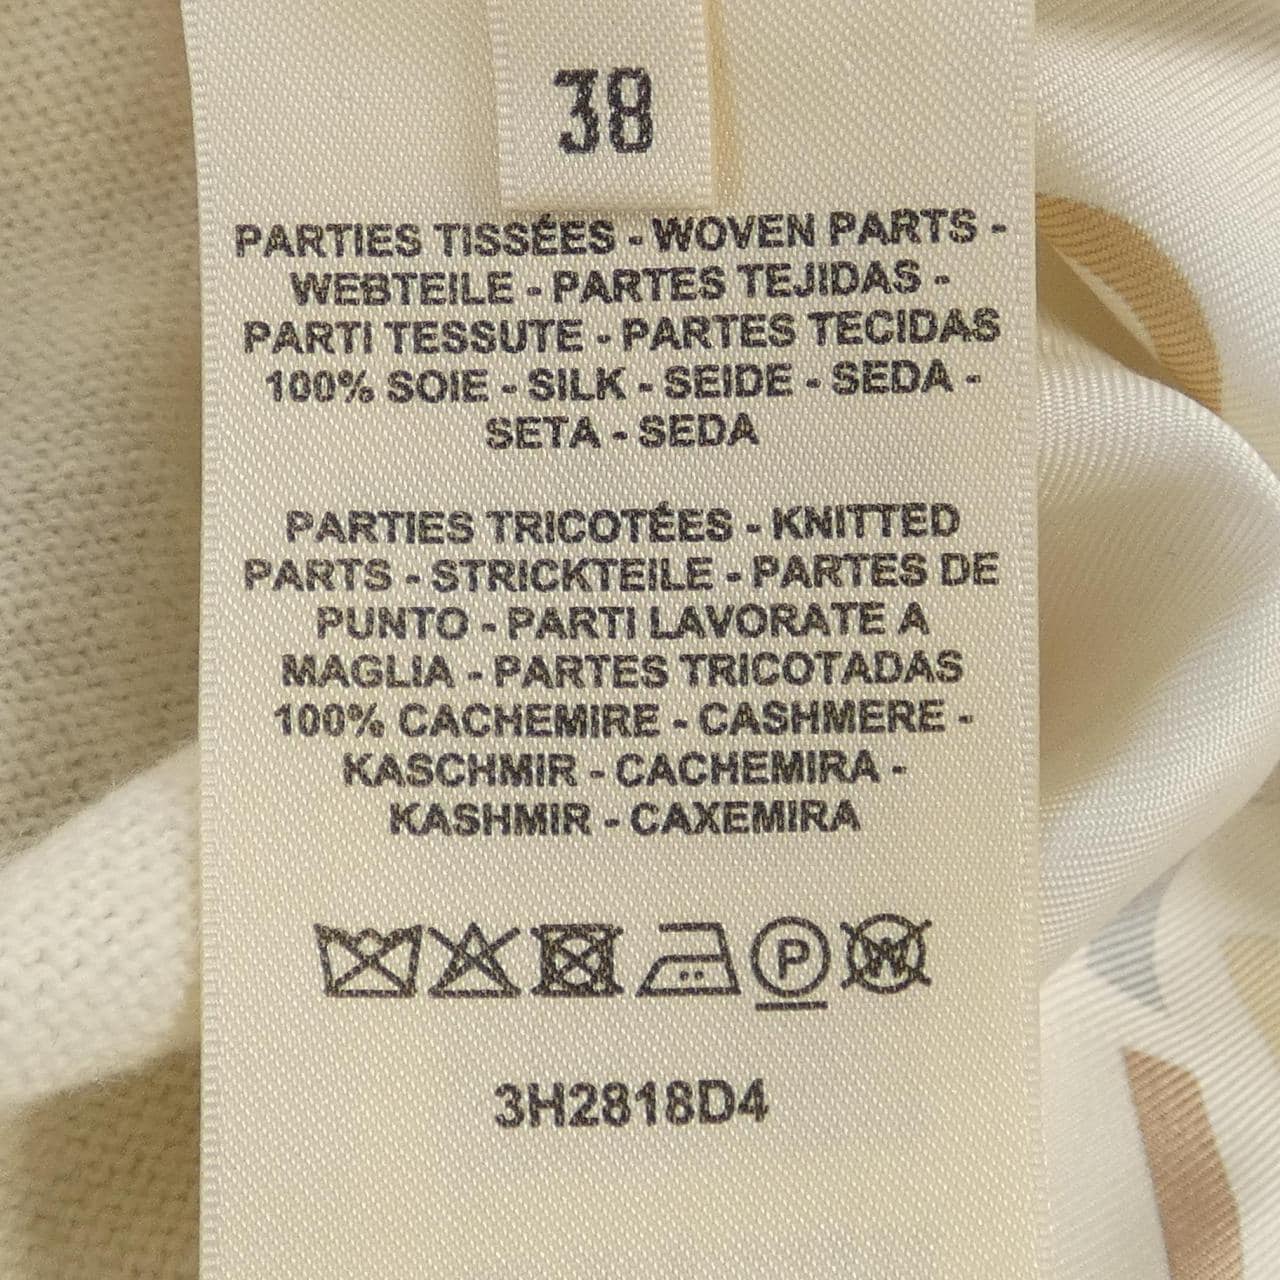 38
PARTIES TISSÉES - WOVEN PARTS -
WEBTEILE - PARTES TEJIDAS -
PARTI TESSUTE - PARTES TECIDAS
100% SOIE - SILK - SEIDE - SEDA -
SETA - SEDA
PARTIES TRICOTÉES - KNITTED
PARTS - STRICKTEILE - PARTES DE
PUNTO - PARTI LAVORATE A
MAGLIA - PARTES TRICOTADAS
100% CACHEMIRE - CASHMERE -
KASCHMIR - CACHEMIRA -
KASHMIR - CAXEMIRA
P W
3H2818D4